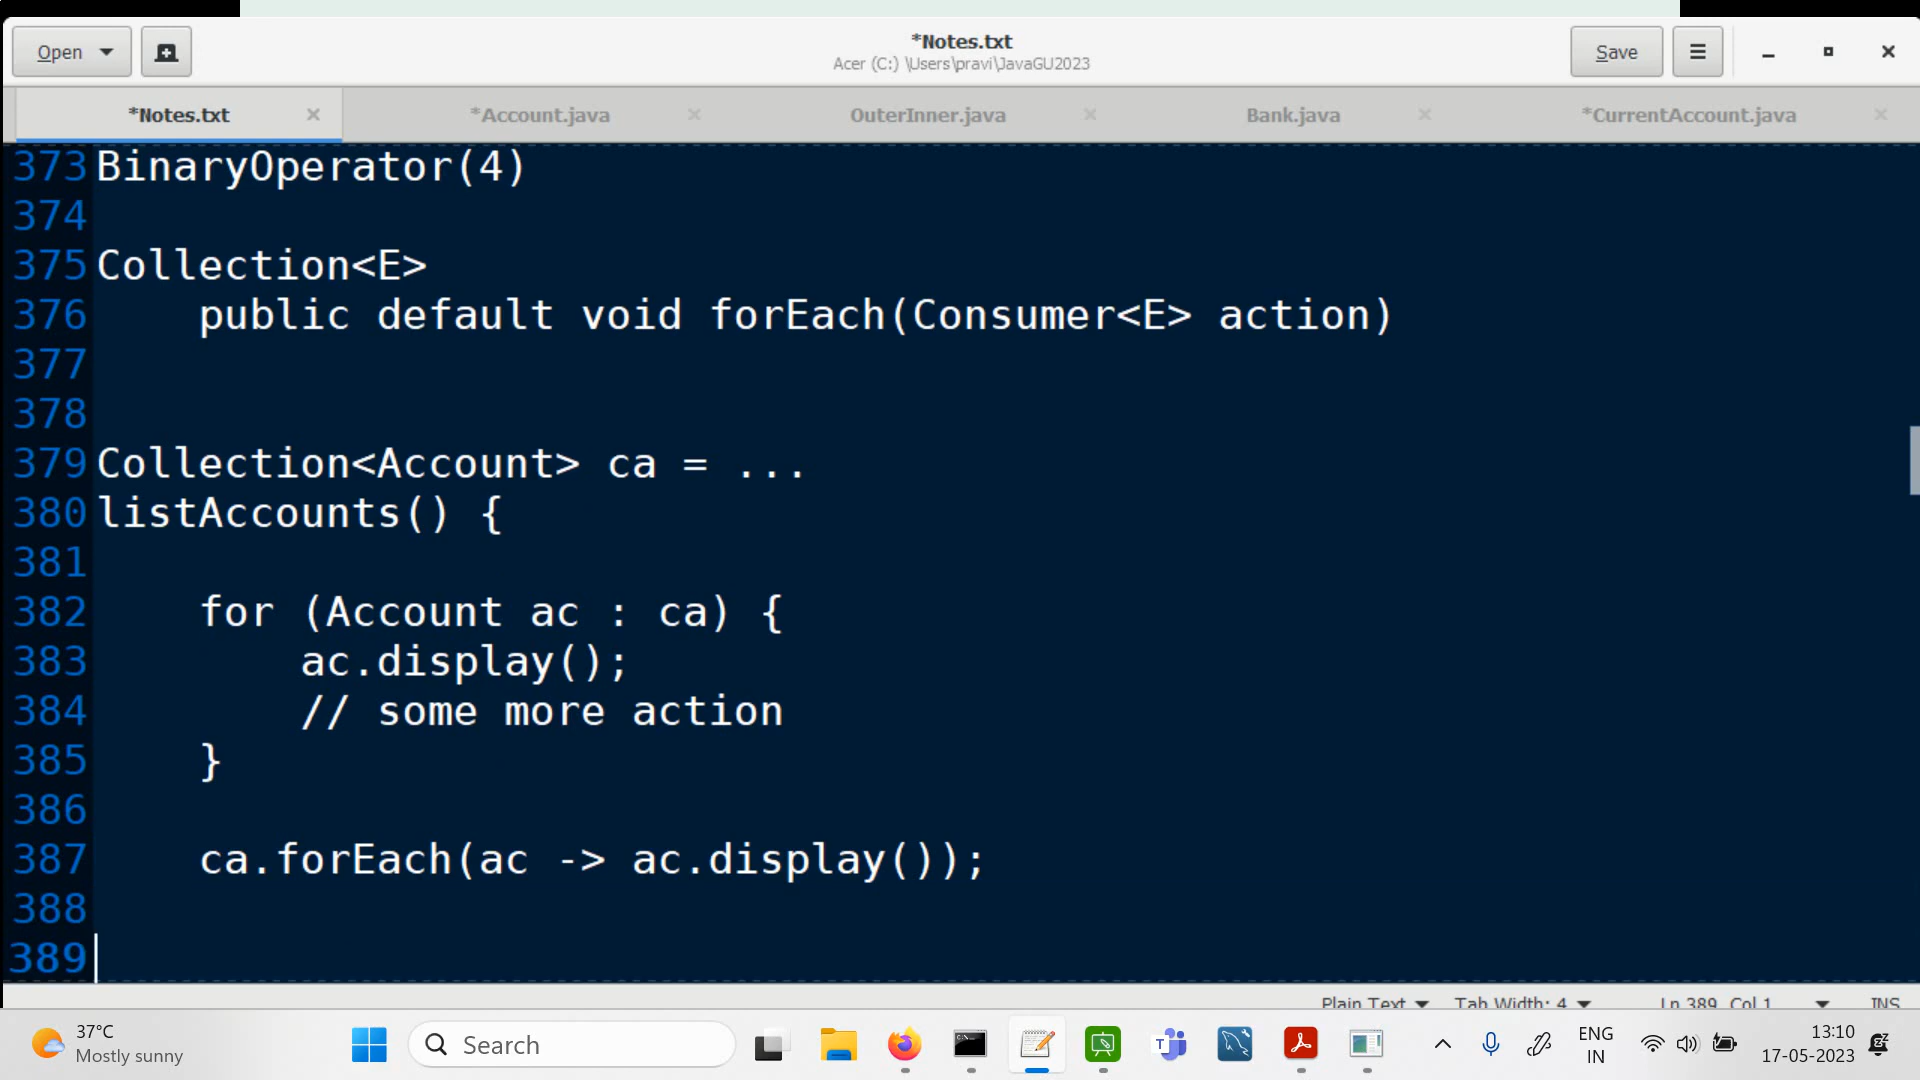 Open
*Notes.txt
Acer (C:) \Users\pravi\JavaGU2023
Save
*Notes.txt
*Account.java
OuterInner.java
Bank.java
*CurrentAccount.java
373 BinaryOperator(4)
374
375 Collection<E>
376 public default void forEach(Consumer<E> action)
377
378
379 Collection<Account> ca = ...
380 listAccounts() {
381
382 for (Account ac : ca) {
383 ac.display();
384 // some more action
385 }
386
387 ca.forEach(ac -> ac.display());
388
389
Plain Text
Tab Width: 4
Ln 389, Col 1
INS
37°C
Mostly sunny
Search
ENG
IN
13:10
17-05-2023